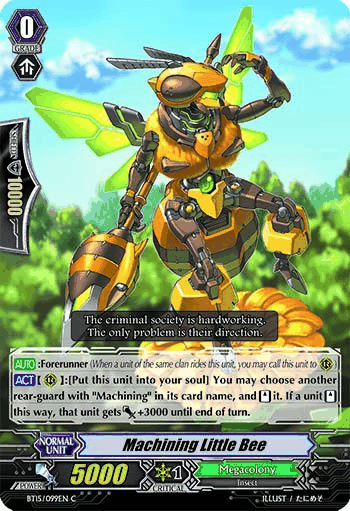 0
GRADE
SHIELD 10000
The criminal society is hardworking.
The only problem is their direction.
AUTO :Forerunner (When a unit of the same clan rides this unit, you may call this unit to
ACT [ ]:[Put this unit into your soul] You may choose another
rear-guard with "Machining" in its card name, and it. If a unit
this way, that unit gets +3000 until end of turn.
NORMAL
UNIT
Machining Little Bee
POWER
5000
1
CRITICAL
Megacolony
Insect
BT15/099EN C
ILLUST / たにめそ